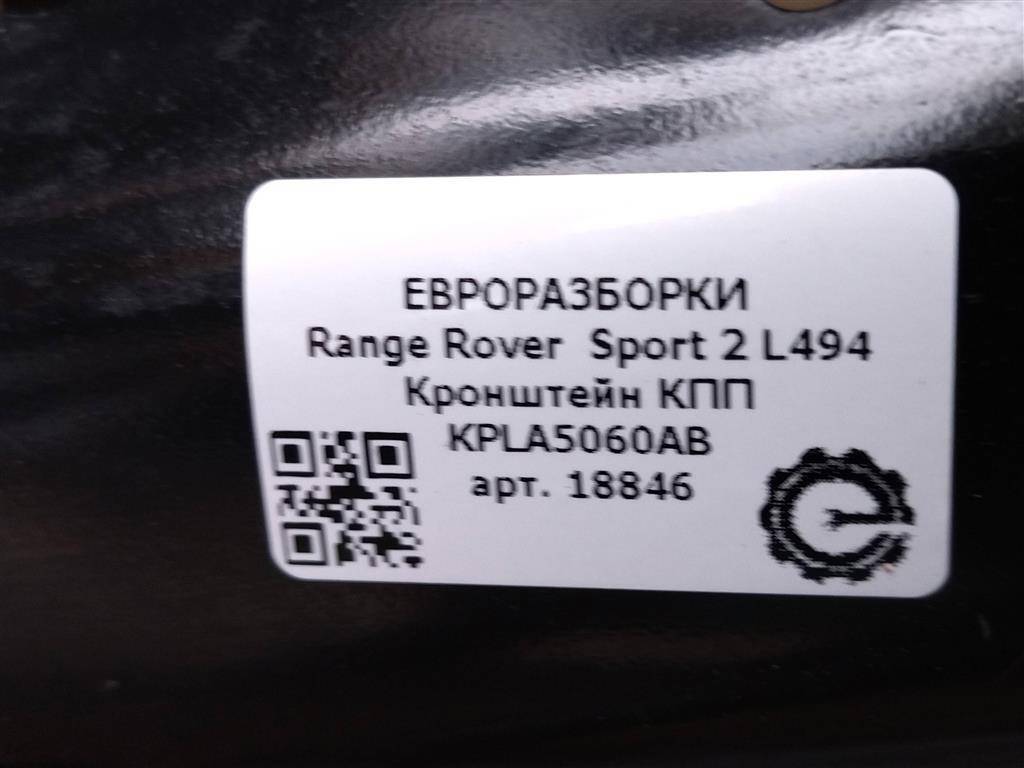 ЕВРОРАЗБОРКИ
Range Rover Sport 2 L494
Кронштейн КПП
KPLA5060AB
арт. 18846